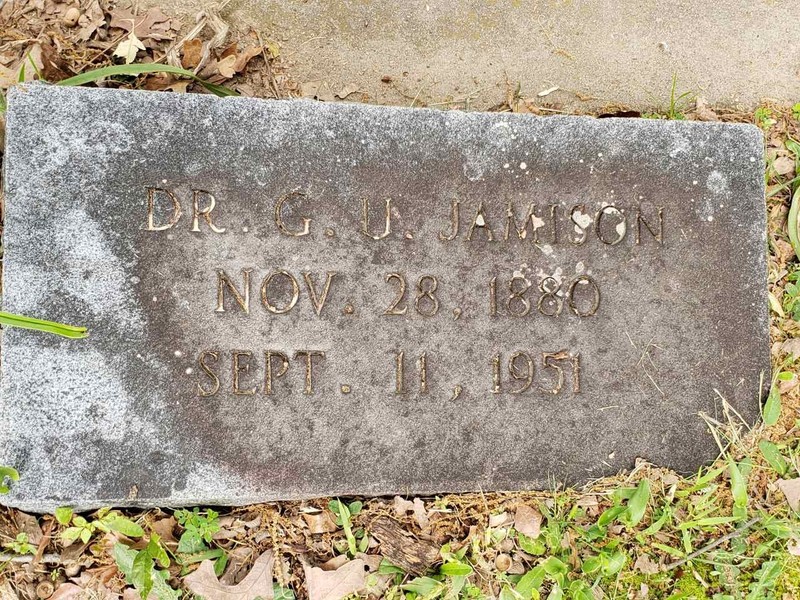 DR. G. U. JAMISON
NOV. 28, 1880
SEPT. 11, 1951